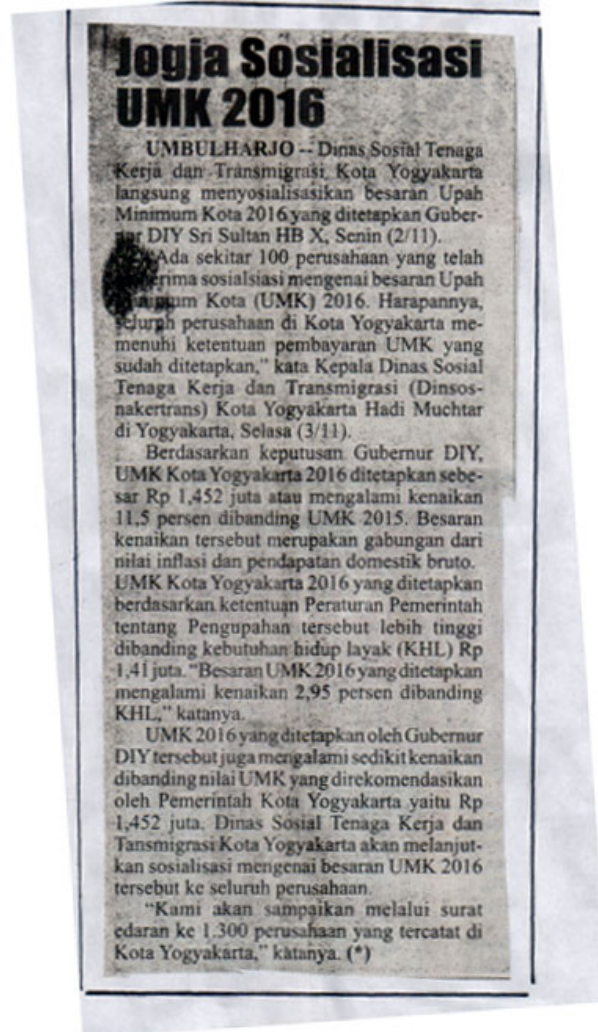 Jogja Sosialisasi
UMK 2016
UMBULHARJO -- Dinas Sosial Tenaga
Kerja dan Transmigrasi Kota Yogyakarta
langsung menyosialisasikan besaran Upah
Minimum Kota 2016 yang ditetapkan Guber-
nur DIY Sri Sultan HB X, Senin (2/11).
"Ada sekitar 100 perusahaan yang telah
menerima sosialsiasi mengenai besaran Upah
Minimum Kota (UMK) 2016. Harapannya,
seluruh perusahaan di Kota Yogyakarta me-
menuhi ketentuan pembayaran UMK yang
sudah ditetapkan," kata Kepala Dinas Sosial
Tenaga Kerja dan Transmigrasi (Dinsos-
nakertrans) Kota Yogyakarta Hadi Muchtar
di Yogyakarta, Selasa (3/11).
Berdasarkan keputusan Gubernur DIY,
UMK Kota Yogyakarta 2016 ditetapkan sebe-
sar Rp 1,452 juta atau mengalami kenaikan
11,5 persen dibanding UMK 2015. Besaran
kenaikan tersebut merupakan gabungan dari
nilai inflasi dan pendapatan domestik bruto.
UMK Kota Yogyakarta 2016 yang ditetapkan
berdasarkan ketentuan Peraturan Pemerintah
tentang Pengupahan tersebut lebih tinggi
dibanding kebutuhan hidup layak (KHL) Rp
1,41 juta. "Besaran UMK 2016 yang ditetapkan
mengalami kenaikan 2,95 persen dibanding
KHL," katanya.
UMK 2016 yang ditetapkan oleh Gubernur
DIY tersebut juga mengalami sedikit kenaikan
dibanding nilai UMK yang direkomendasikan
oleh Pemerintah Kota Yogyakarta yaitu Rp
1,452 juta. Dinas Sosial Tenaga Kerja dan
Tansmigrasi Kota Yogyakarta akan melanjut-
kan sosialisasi mengenai besaran UMK 2016
tersebut ke seluruh perusahaan.
"Kami akan sampaikan melalui surat
edaran ke 1.300 perusahaan yang tercatat di
Kota Yogyakarta," katanya. (*)